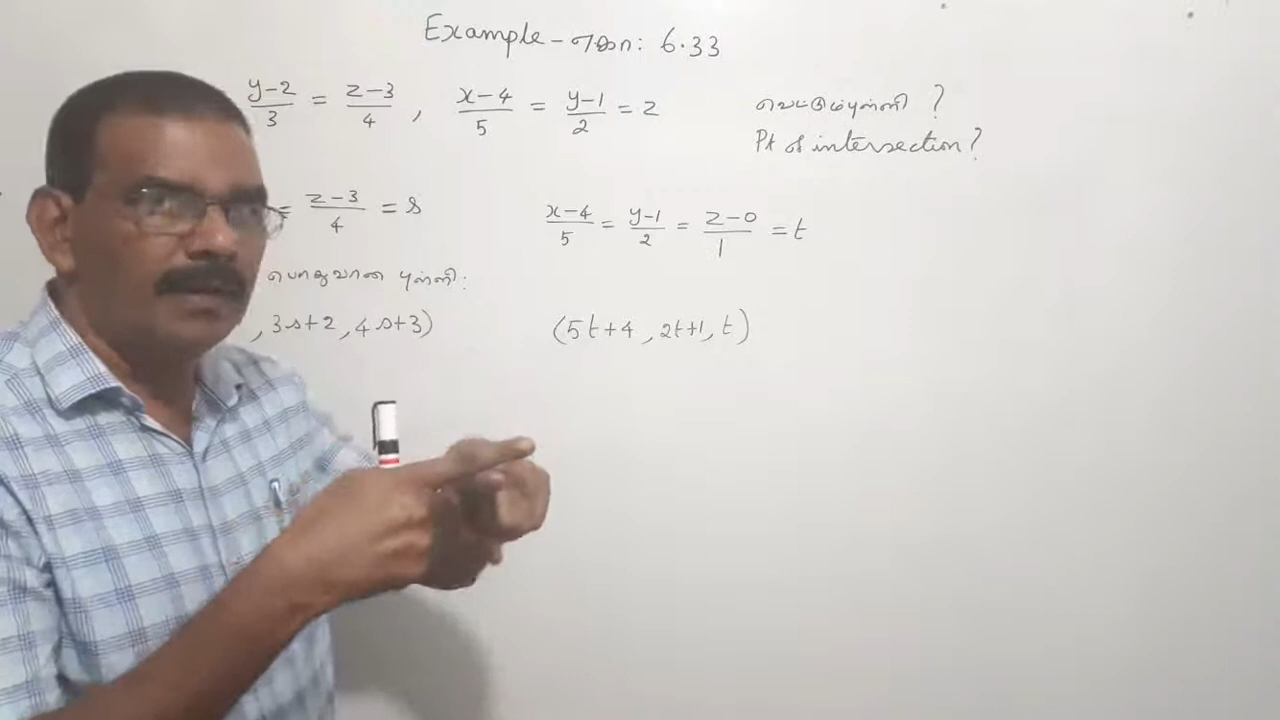 Example - எகா: 6.33
y-2/3 = z-3/4 , x-4/5 = y-1/2 = z
வெட்டும்புள்ளி ?
Pt of intersection ?
= z-3/4 = s
x-4/5 = y-1/2 = z-0/1 = t
பொதுவான புள்ளி:
, 3s+2 , 4s+3)
(5t+4 , 2t+1, t)